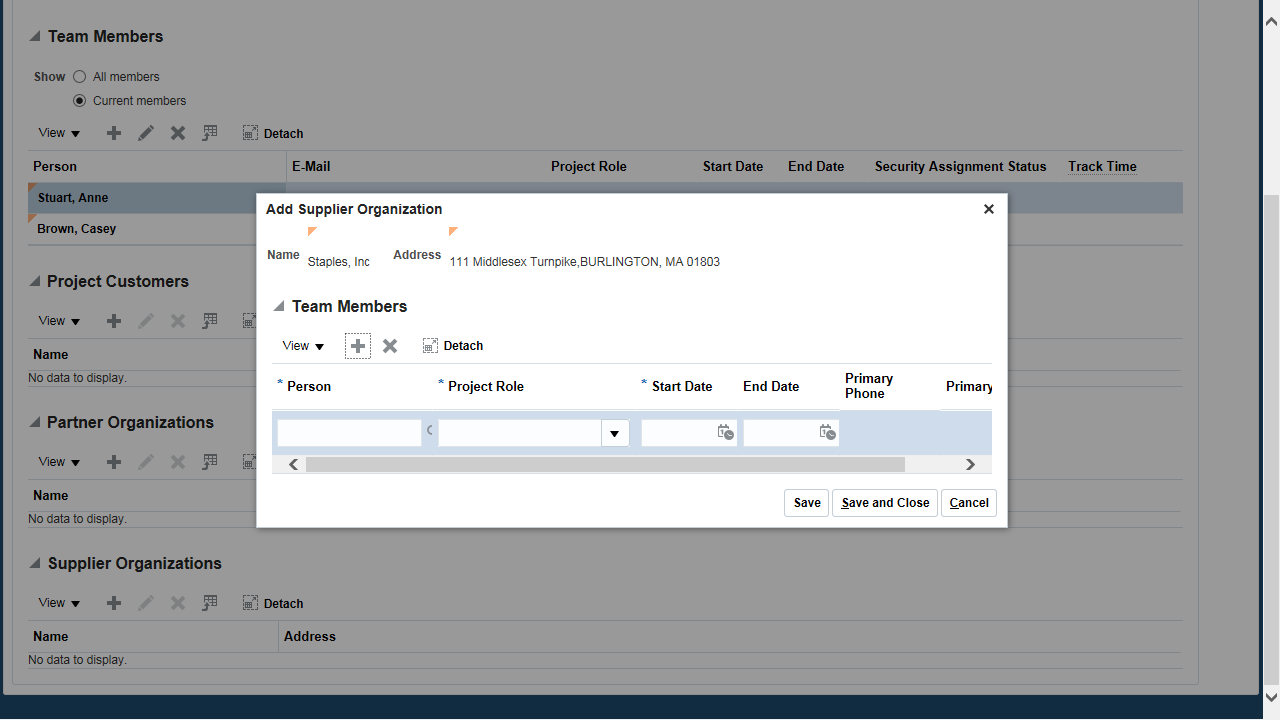 Team Members
Show All members
Current members
View Detach
Person E-Mail Project Role Start Date End Date Security Assignment Status Track Time
Stuart, Anne
Brown, Casey
Project Customers
View
Name
No data to display.
Partner Organizations
View
Name
No data to display.
Add Supplier Organization
Name Staples, Inc Address 111 Middlesex Turnpike,BURLINGTON, MA 01803
Team Members
View Detach
* Person * Project Role * Start Date End Date Primary Phone Primary
Save Save and Close Cancel
Supplier Organizations
View Detach
Name Address
No data to display.